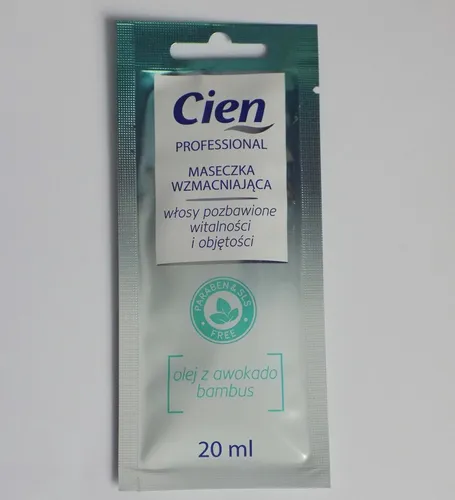 Cien
PROFESSIONAL
MASECZKA
WZMACNIAJĄCA
włosy pozbawione
witalności
i objętości
PARABEN & SLS
FREE
olej z awokado
bambus
20 ml